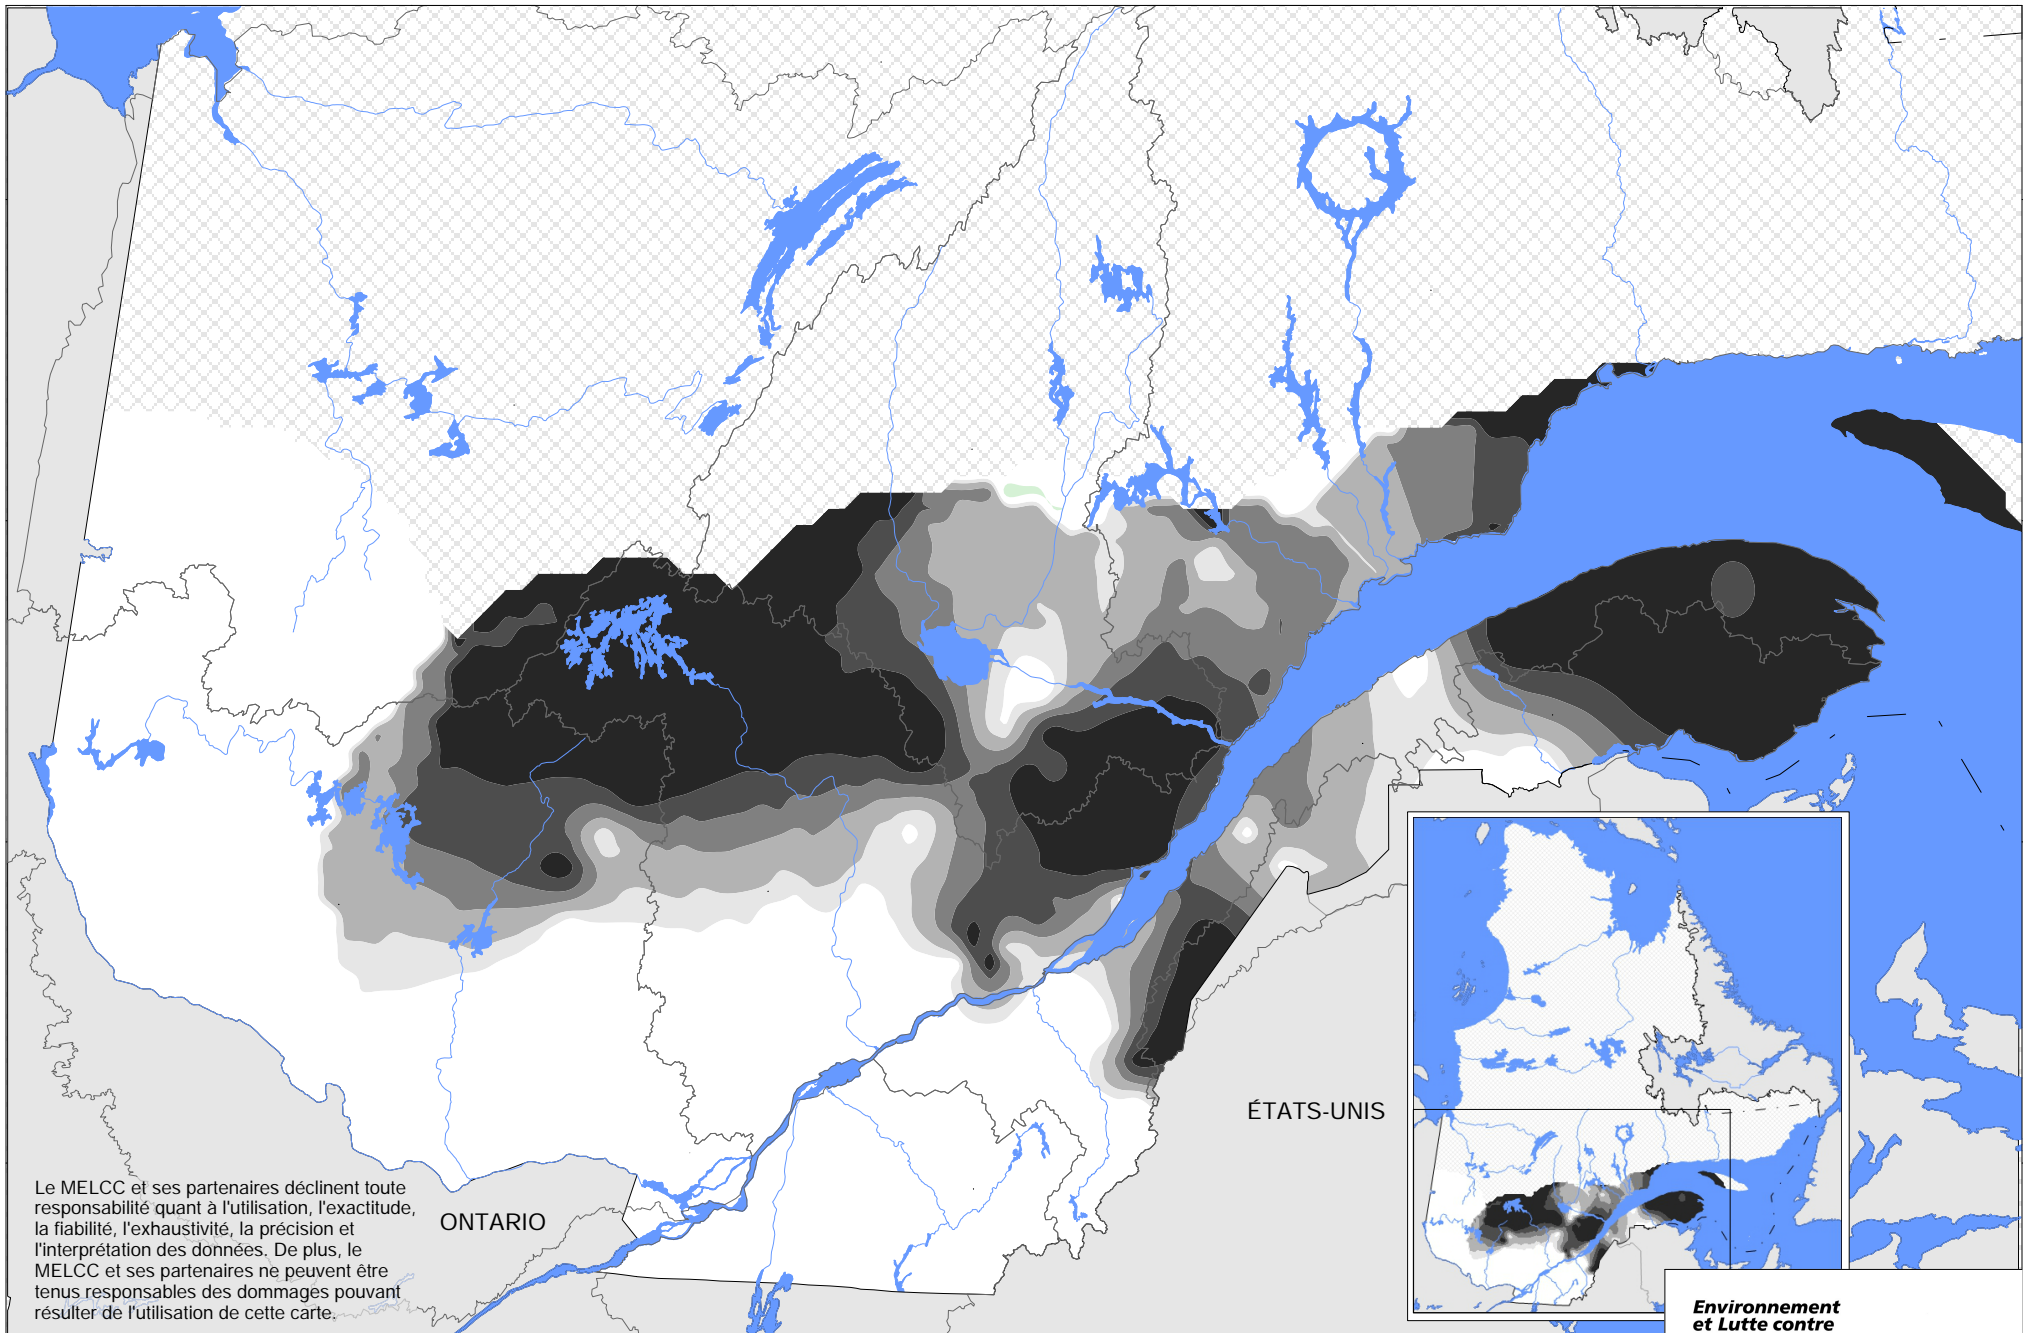 ÉTATS-UNIS
Le MELCC et ses partenaires déclinent toute
responsabilité quant à l'utilisation, l'exactitude,
la fiabilité, l'exhaustivité, la précision et
l'interprétation des données. De plus, le
MELCC et ses partenaires ne peuvent être
tenus responsables des dommages pouvant
résulter de l'utilisation de cette carte.
ONTARIO
Environnement
et Lutte contre